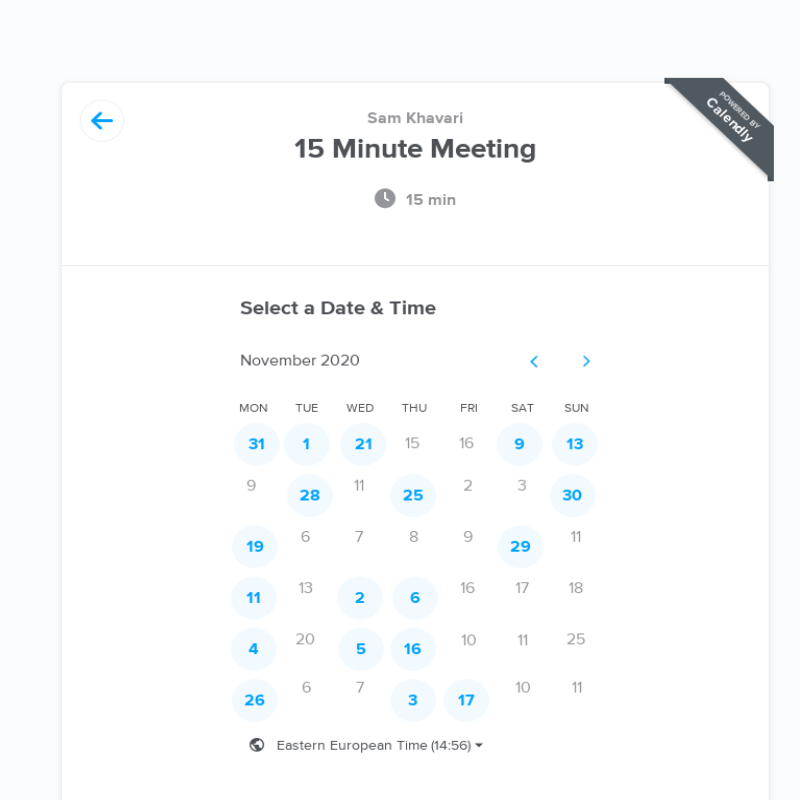 POWERED BY
Calendly
Sam Khavari
15 Minute Meeting
15 min
Select a Date & Time
November 2020
MON TUE WED THU FRI SAT SUN
31 1 21 15 16 9 13
9 28 11 25 2 3 30
19 6 7 8 9 29 11
11 13 2 6 16 17 18
4 20 5 16 10 11 25
26 6 7 3 17 10 11
Eastern European Time (14:56)